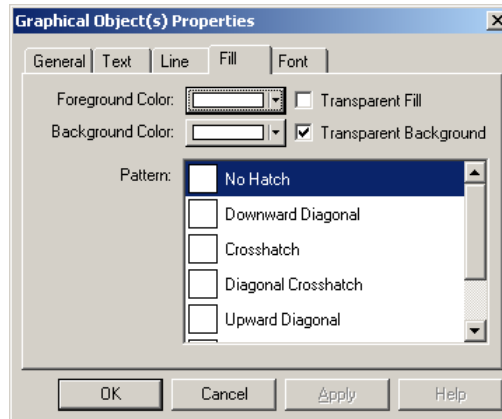 Graphical Object(s) Properties
General Text Line Fill Font
Foreground Color: Transparent Fill
Background Color: Transparent Background
Pattern: No Hatch
Downward Diagonal
Crosshatch
Diagonal Crosshatch
Upward Diagonal
OK Cancel Apply Help